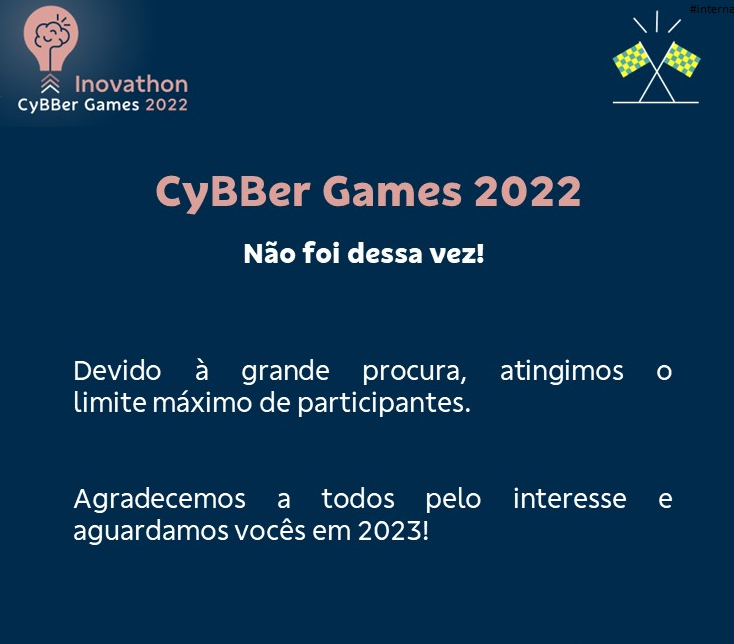 #interna
Inovathon
CyBBer Games 2022
CyBBer Games 2022
Não foi dessa vez!
Devido à grande procura, atingimos o
limite máximo de participantes.
Agradecemos a todos pelo interesse e
aguardamos vocês em 2023!